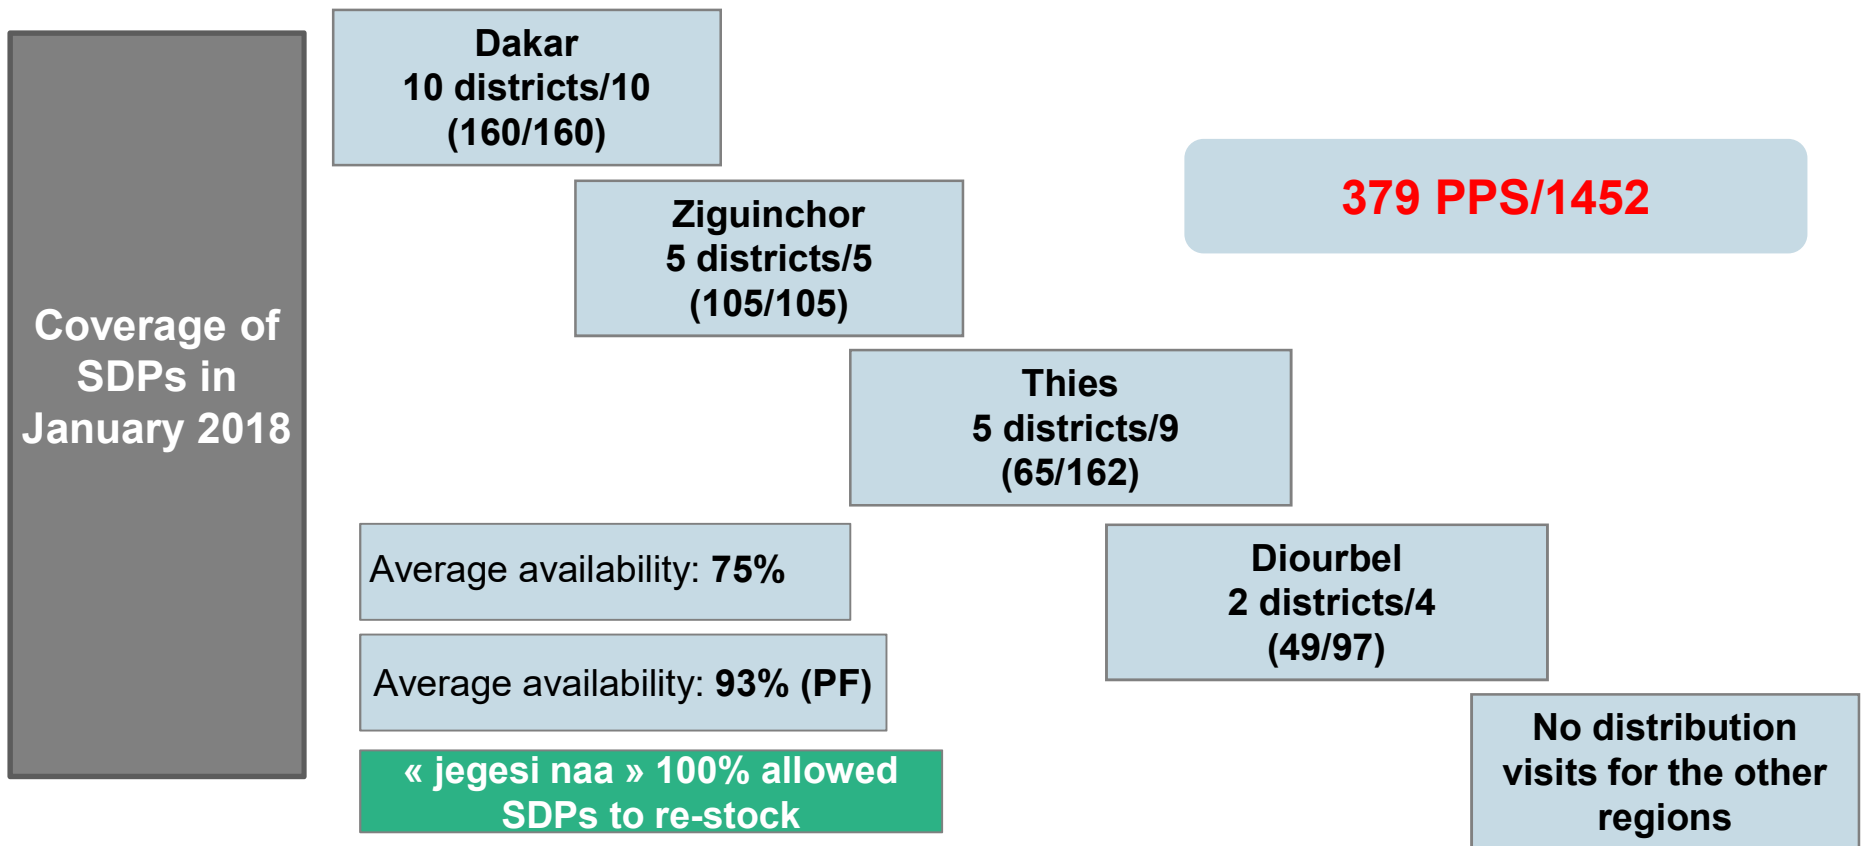 Coverage of
SDPs in
January 2018
Dakar
10 districts/10
(160/160)
379 PPS/1452
Ziguinchor
5 districts/5
(105/105)
Thies
5 districts/9
(65/162)
Average availability: 75%
Diourbel
2 districts/4
(49/97)
Average availability: 93% (PF)
« jegesi naa » 100% allowed
SDPs to re-stock
No distribution
visits for the other
regions